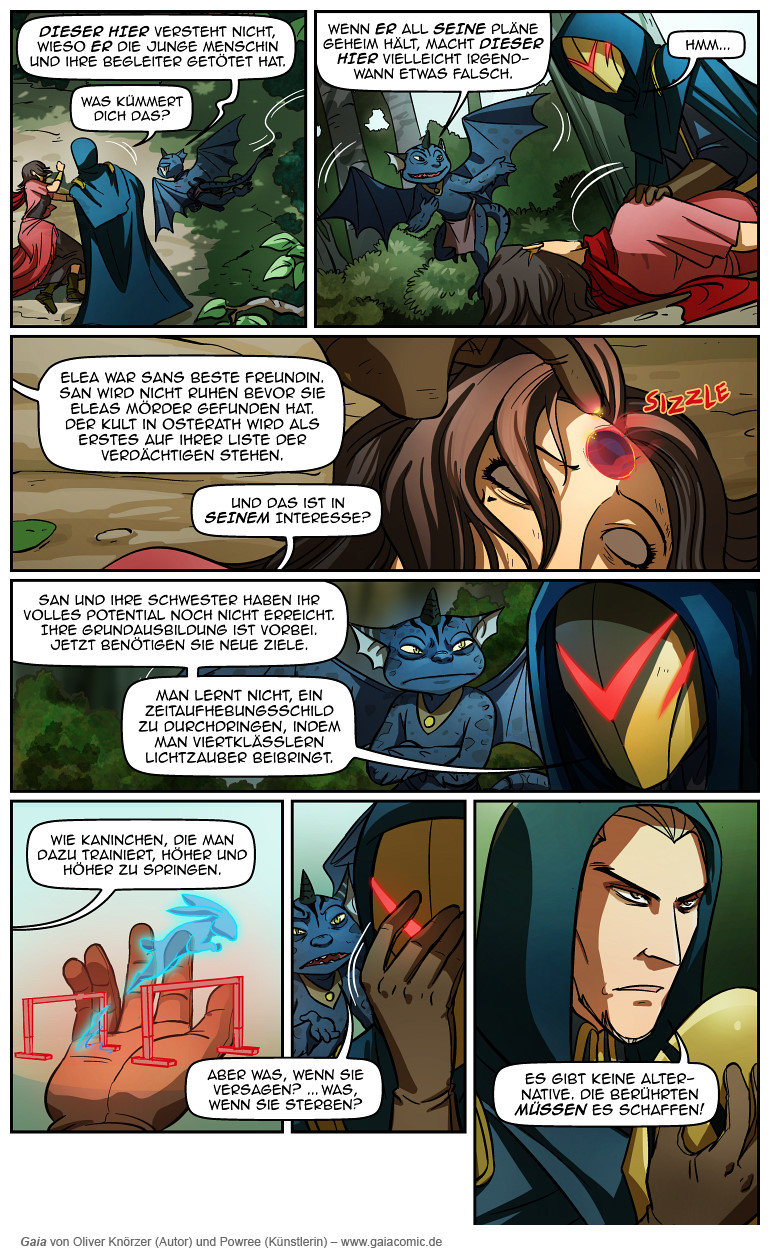 DIESER HIER VERSTEHT NICHT,
WIESO ER DIE JUNGE MENSCHIN
UND IHRE BEGLEITER GETÖTET HAT.
WAS KÜMMERT
DICH DAS?
WENN ER ALL SEINE PLÄNE
GEHEIM HÄLT, MACHT DIESER
HIER VIELLEICHT IRGEND-
WANN ETWAS FALSCH.
HMM...
ELEA WAR SANS BESTE FREUNDIN.
SAN WIRD NICHT RUHEN BEVOR SIE
ELEAS MÖRDER GEFUNDEN HAT.
DER KULT IN OSTERATH WIRD ALS
ERSTES AUF IHRER LISTE DER
VERDÄCHTIGEN STEHEN.
SIZZLE
UND DAS IST IN
SEINEM INTERESSE?
SAN UND IHRE SCHWESTER HABEN IHR
VOLLES POTENTIAL NOCH NICHT ERREICHT.
IHRE GRUNDAUSBILDUNG IST VORBEI.
JETZT BENÖTIGEN SIE NEUE ZIELE.
MAN LERNT NICHT, EIN
ZEITAUFHEBUNGSSCHILD
ZU DURCHDRINGEN, INDEM
MAN VIERTKLÄSSLERN
LICHTZAUBER BEIBRINGT.
WIE KANINCHEN, DIE MAN
DAZU TRAINIERT, HÖHER UND
HÖHER ZU SPRINGEN.
ABER WAS, WENN SIE
VERSAGEN? ...WAS,
WENN SIE STERBEN?
ES GIBT KEINE ALTER-
NATIVE. DIE BERÜHRTEN
MÜSSEN ES SCHAFFEN!
Gaia von Oliver Knörzer (Autor) und Powree (Künstlerin) – www.gaiacomic.de